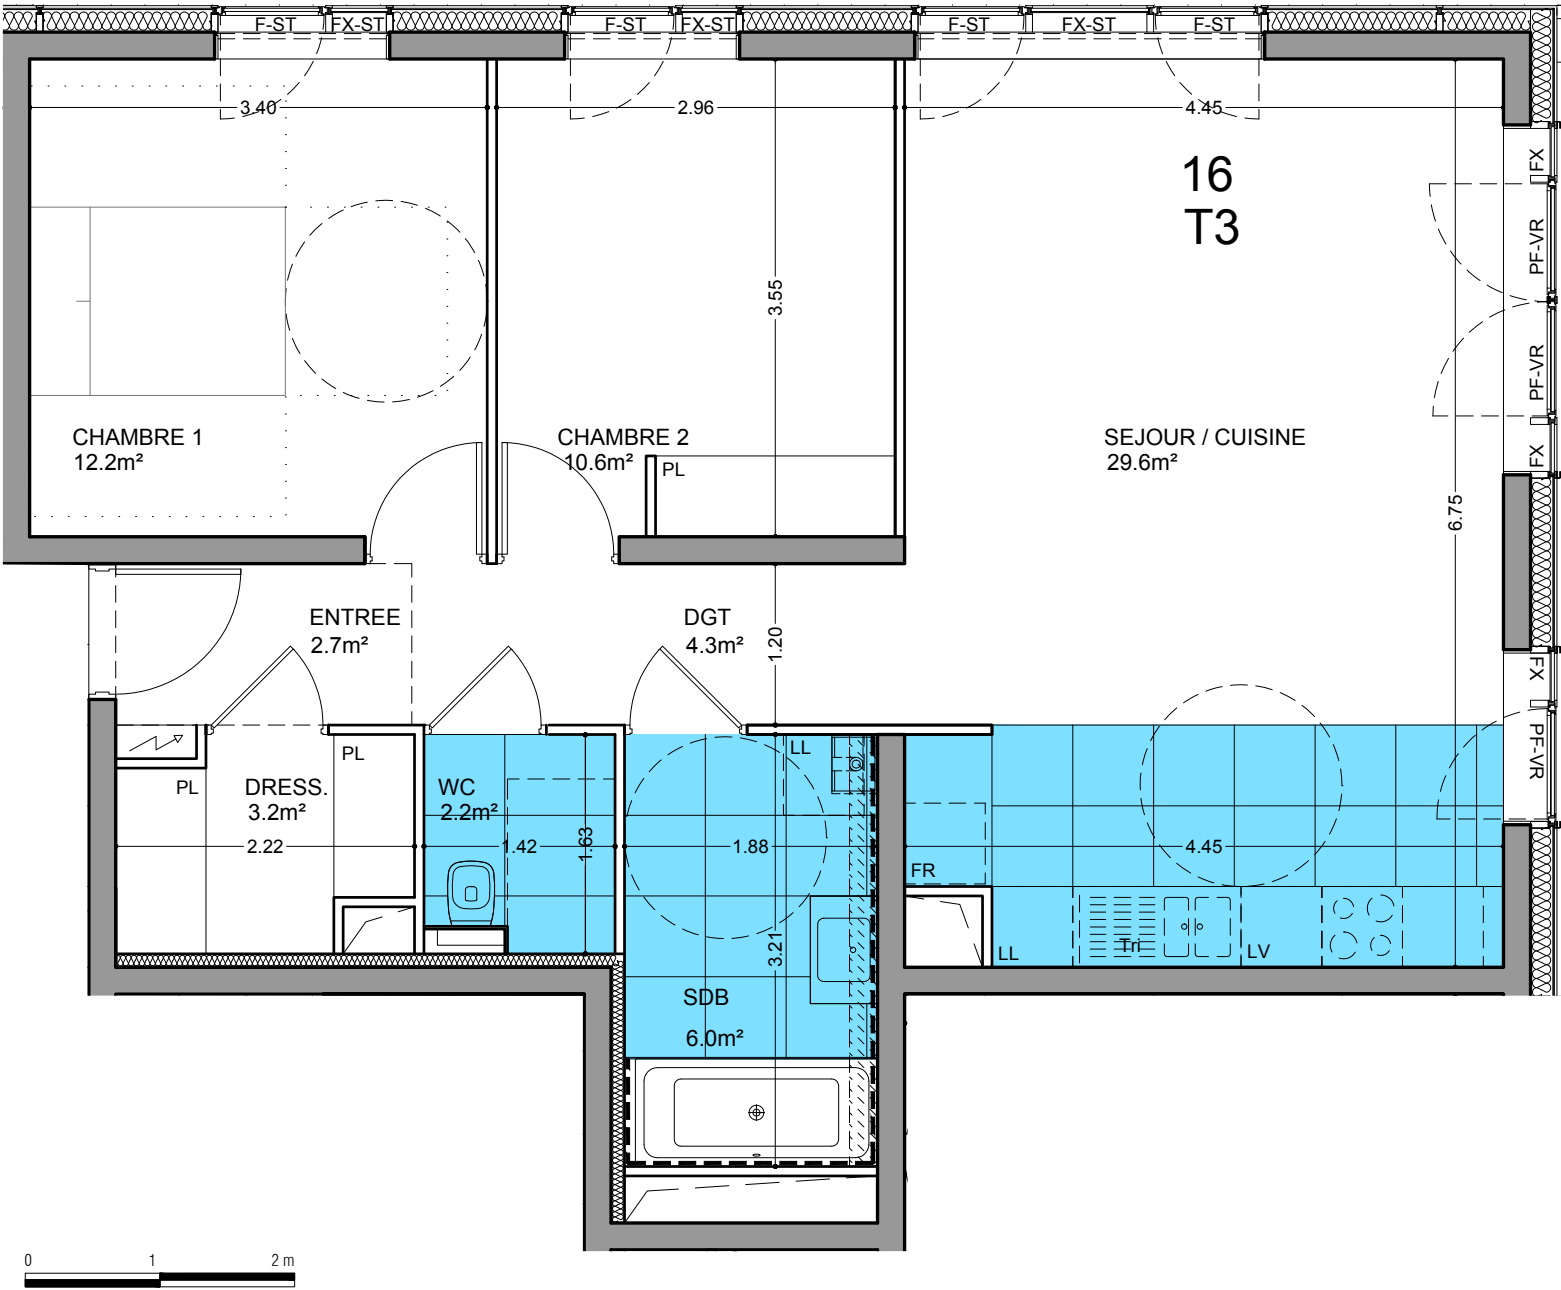 F-ST FX-ST F-ST FX-ST F-ST FX-ST F-ST
3.40 2.96 4.45
16
T3
FX
PF-VR
3.55
PF-VR
CHAMBRE 1
12.2m²
CHAMBRE 2
10.6m²
PL
SEJOUR / CUISINE
29.6m²
FX
6.75
ENTREE
2.7m²
DGT
4.3m²
1.20
FX
PF-VR
PL
PL
DRESS.
3.2m²
2.22
WC
2.2m²
1.42
1.63
LL
1.88
4.45
FR
3.21
LL
Tri
LV
SDB
6.0m²
0 1 2 m